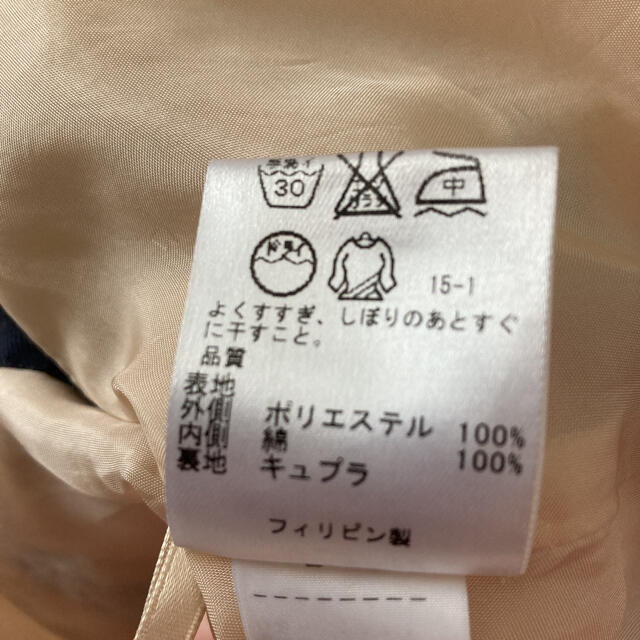 30
中
15-1
よくすすぎ、しぼりのあとすぐ
に干すこと。
品質
表地
外側 ポリエステル 100%
内側 綿 100%
裏地 キュプラ
フィリピン製